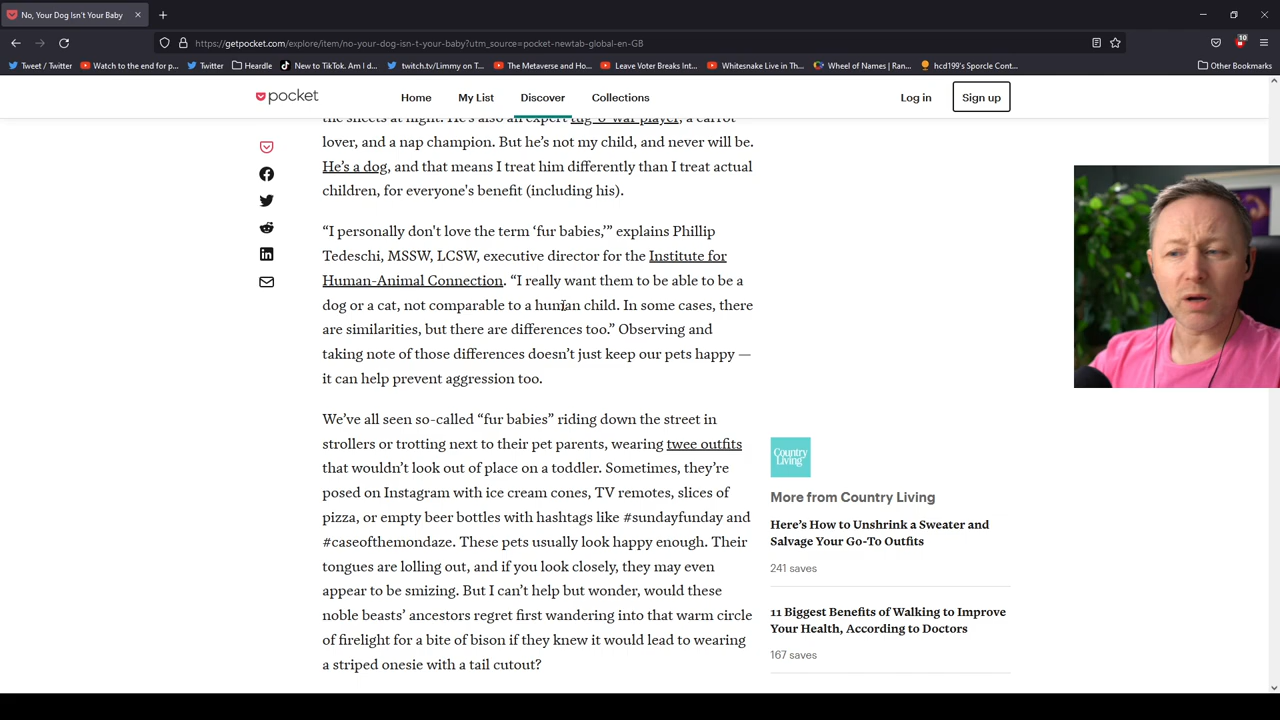 No, Your Dog Isn't Your Baby
https://getpocket.com/explore/item/no-your-dog-isn-t-your-baby?utm_source=pocket-newtab-global-en-GB
10
Tweet / Twitter
Watch to the end for p...
Twitter
Heardle
New to TikTok. Am I d...
twitch.tv/Limmy on T...
The Metaverse and Ho...
Leave Voter Breaks Int...
Whitesnake Live in Th...
Wheel of Names | Ran...
hcd199's Sporcle Cont...
Other Bookmarks
pocket
Home
My List
Discover
Collections
Log in
Sign up
the sheets at night. He's also an expert tug-o-war player, a carrot
lover, and a nap champion. But he's not my child, and never will be.
He's a dog, and that means I treat him differently than I treat actual
children, for everyone's benefit (including his).
“I personally don't love the term ‘fur babies,’” explains Phillip
Tedeschi, MSSW, LCSW, executive director for the Institute for
Human-Animal Connection. “I really want them to be able to be a
dog or a cat, not comparable to a human child. In some cases, there
are similarities, but there are differences too.” Observing and
taking note of those differences doesn’t just keep our pets happy —
it can help prevent aggression too.
We’ve all seen so-called “fur babies” riding down the street in
strollers or trotting next to their pet parents, wearing twee outfits
that wouldn’t look out of place on a toddler. Sometimes, they’re
posed on Instagram with ice cream cones, TV remotes, slices of
pizza, or empty beer bottles with hashtags like #sundayfunday and
#caseofthemondaze. These pets usually look happy enough. Their
tongues are lolling out, and if you look closely, they may even
appear to be smizing. But I can’t help but wonder, would these
noble beasts’ ancestors regret first wandering into that warm circle
of firelight for a bite of bison if they knew it would lead to wearing
a striped onesie with a tail cutout?
Country
Living
More from Country Living
Here’s How to Unshrink a Sweater and
Salvage Your Go-To Outfits
241 saves
11 Biggest Benefits of Walking to Improve
Your Health, According to Doctors
167 saves